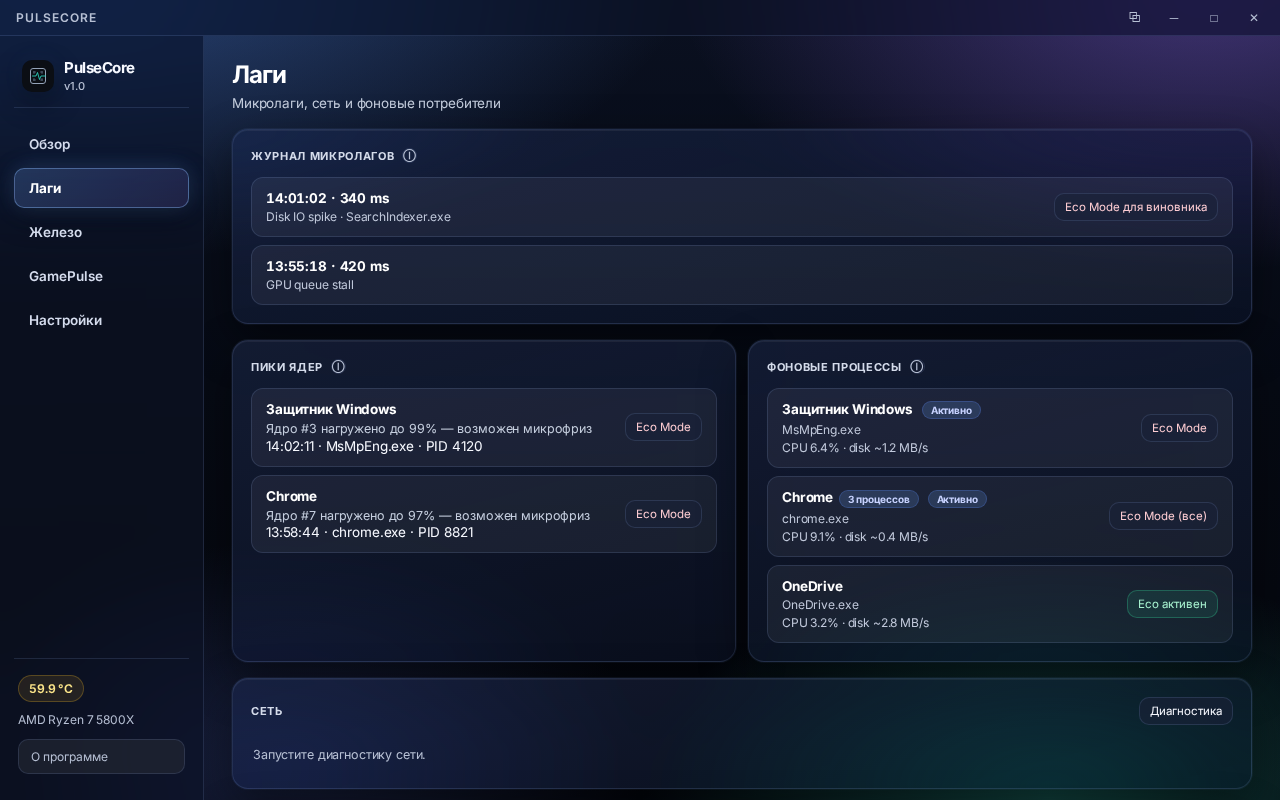 PULSECORE
PulseCore
v1.0
Обзор
Лаги
Железо
GamePulse
Настройки
59.9 °C
AMD Ryzen 7 5800X
О программе
Лаги
Микролаги, сеть и фоновые потребители
ЖУРНАЛ МИКРОЛАГОВ
14:01:02 · 340 ms
Disk IO spike · SearchIndexer.exe
Eco Mode для виновника
13:55:18 · 420 ms
GPU queue stall
ПИКИ ЯДЕР
Защитник Windows
Ядро #3 нагружено до 99% — возможен микрофриз
14:02:11 · MsMpEng.exe · PID 4120
Eco Mode
Chrome
Ядро #7 нагружено до 97% — возможен микрофриз
13:58:44 · chrome.exe · PID 8821
Eco Mode
ФОНОВЫЕ ПРОЦЕССЫ
Защитник Windows Активно
MsMpEng.exe
CPU 6.4% · disk ~1.2 MB/s
Eco Mode
Chrome 3 процессов Активно
chrome.exe
CPU 9.1% · disk ~0.4 MB/s
Eco Mode (все)
OneDrive
OneDrive.exe
CPU 3.2% · disk ~2.8 MB/s
Eco активен
СЕТЬ
Диагностика
Запустите диагностику сети.